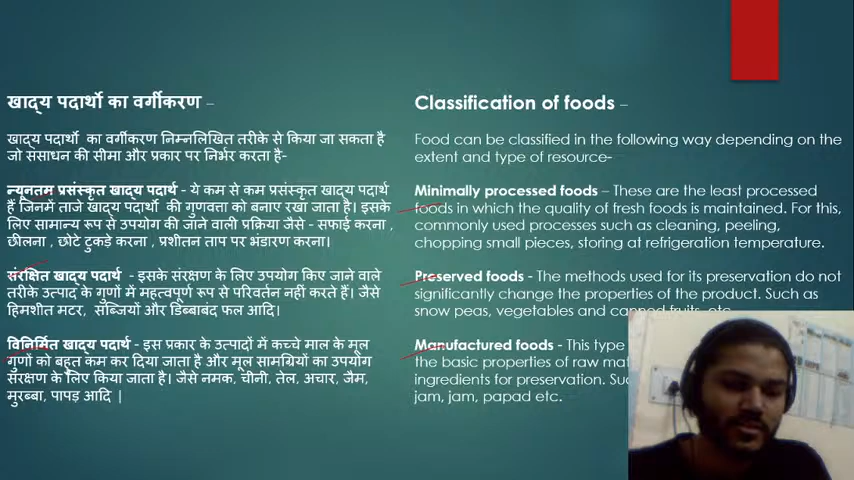 खाद्य पदार्थो का वर्गीकरण –
खाद्य पदार्थो का वर्गीकरण निम्नलिखित तरीके से किया जा सकता है
जो संसाधन की सीमा और प्रकार पर निर्भर करता है-
न्यूनतम प्रसंस्कृत खाद्य पदार्थ - ये कम से कम प्रसंस्कृत खाद्य पदार्थ
हैं जिनमें ताजे खाद्य पदार्थो की गुणवत्ता को बनाए रखा जाता है। इसके
लिए सामान्य रूप से उपयोग की जाने वाली प्रक्रिया जैसे - सफाई करना ,
छीलना , छोटे टुकड़े करना , प्रशीतन ताप पर भंडारण करना।
संरक्षित खाद्य पदार्थ - इसके संरक्षण के लिए उपयोग किए जाने वाले
तरीके उत्पाद के गुणों में महत्वपूर्ण रूप से परिवर्तन नहीं करते हैं। जैसे
हिमशीत मटर, सब्जियों और डिब्बाबंद फल आदि।
विनिर्मित खाद्य पदार्थ - इस प्रकार के उत्पादों में कच्चे माल के मूल
गुणों को बहुत कम कर दिया जाता है और मूल सामग्रियों का उपयोग
संरक्षण के लिए किया जाता है। जैसे नमक, चीनी, तेल, अचार, जैम,
मुरब्बा, पापड़ आदि |
Classification of foods –
Food can be classified in the following way depending on the
extent and type of resource-
Minimally processed foods – These are the least processed
foods in which the quality of fresh foods is maintained. For this,
commonly used processes such as cleaning, peeling,
chopping small pieces, storing at refrigeration temperature.
Preserved foods - The methods used for its preservation do not
significantly change the properties of the product. Such as
snow peas, vegetables and canned fruits, etc.
Manufactured foods - This type
the basic properties of raw
ingredients for preservation.
jam, jam, papad etc.